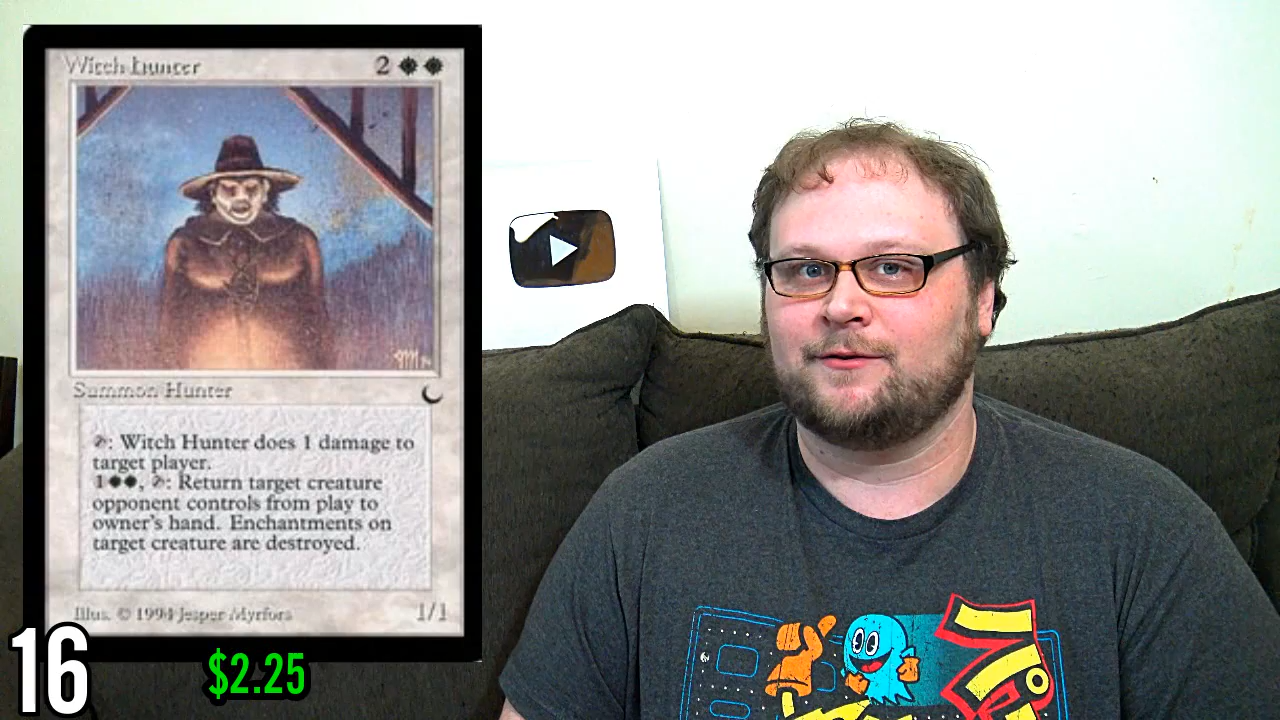 Witch Hunter 2
Summon Hunter
: Witch Hunter does 1 damage to
target player.
1, : Return target creature
opponent controls from play to
owner's hand. Enchantments on
target creature are destroyed.
Illus. © 1994 Jesper Myrfors 1/1
16 $2.25